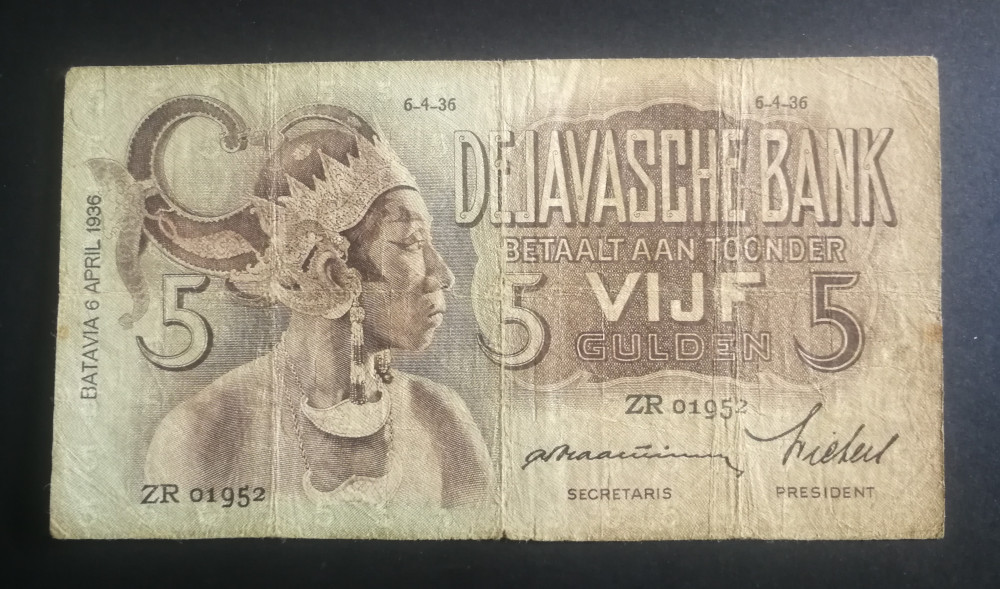 6-4-36
6-4-36
DE JAVASCHE BANK
BETAALT AAN TOONDER
VIJF
GULDEN
5
5
5
BATAVIA 6 APRIL 1936
ZR 01952
ZR 01952
SECRETARIS
PRESIDENT